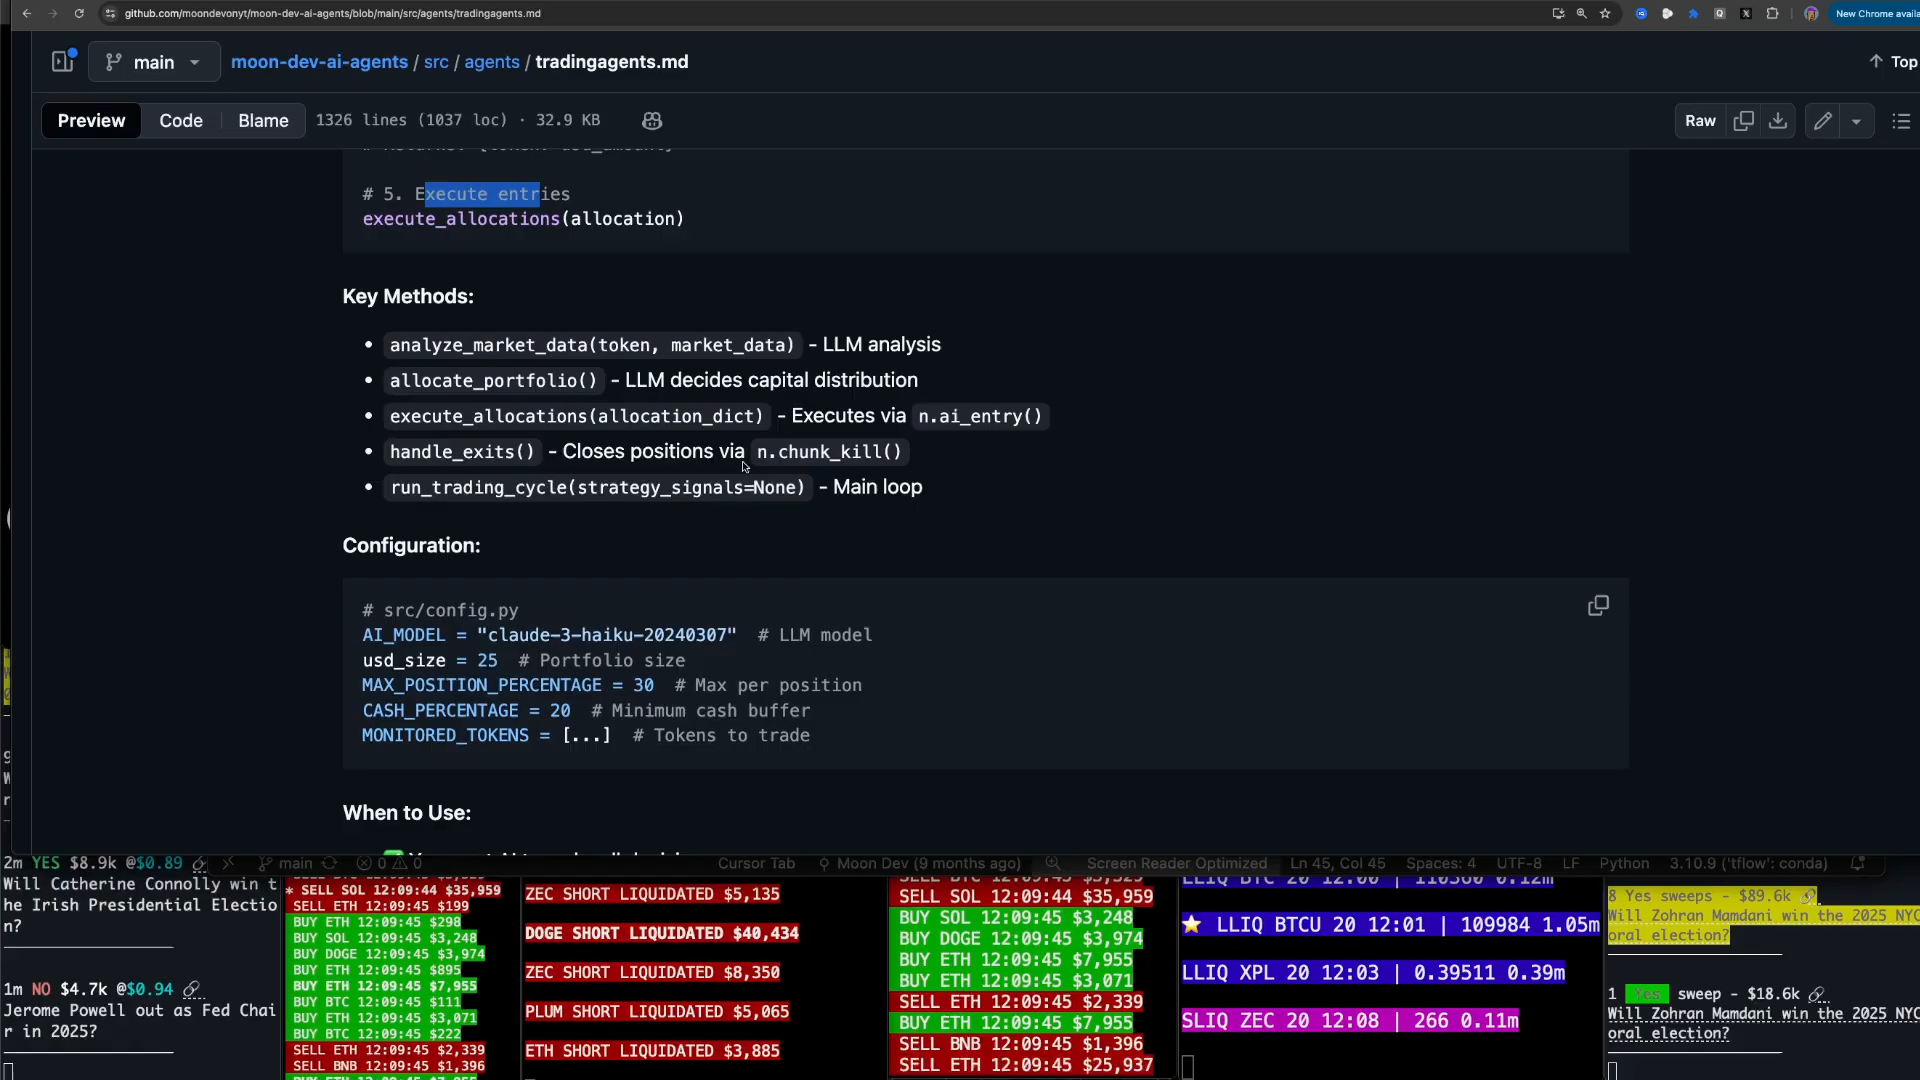 github.com/moondevonyt/moon-dev-ai-agents/blob/main/src/agents/tradingagents.md
New Chrome availa
main
moon-dev-ai-agents / src / agents / tradingagents.md
Top
Preview Code Blame 1326 lines (1037 loc) · 32.9 KB
Raw
# 5. Execute entries
execute_allocations(allocation)
Key Methods:
• analyze_market_data(token, market_data) - LLM analysis
• allocate_portfolio() - LLM decides capital distribution
• execute_allocations(allocation_dict) - Executes via n.ai_entry()
• handle_exits() - Closes positions via n.chunk_kill()
• run_trading_cycle(strategy_signals=None) - Main loop
Configuration:
# src/config.py
AI_MODEL = "claude-3-haiku-20240307" # LLM model
usd_size = 25 # Portfolio size
MAX_POSITION_PERCENTAGE = 30 # Max per position
CASH_PERCENTAGE = 20 # Minimum cash buffer
MONITORED_TOKENS = [...] # Tokens to trade
When to Use:
main 0 0 Cursor Tab Moon Dev (9 months ago) Screen Reader Optimized Ln 45, Col 45 Spaces: 4 UTF-8 LF Python 3.10.9 ('tflow': conda)
2m YES $8.9k @$0.89
Will Catherine Connolly win t
he Irish Presidential Electio
n?
1m NO $4.7k @$0.94
Jerome Powell out as Fed Chai
r in 2025?
* SELL SOL 12:09:44 $35,959
SELL ETH 12:09:45 $199
BUY ETH 12:09:45 $298
BUY SOL 12:09:45 $3,248
BUY DOGE 12:09:45 $3,974
BUY ETH 12:09:45 $895
BUY ETH 12:09:45 $7,955
BUY BTC 12:09:45 $111
BUY ETH 12:09:45 $3,071
BUY BTC 12:09:45 $222
SELL ETH 12:09:45 $2,339
SELL BNB 12:09:45 $1,396
ZEC SHORT LIQUIDATED $5,135
DOGE SHORT LIQUIDATED $40,434
ZEC SHORT LIQUIDATED $8,350
PLUM SHORT LIQUIDATED $5,065
ETH SHORT LIQUIDATED $3,885
SELL SOL 12:09:44 $35,959
BUY SOL 12:09:45 $3,248
BUY DOGE 12:09:45 $3,974
BUY ETH 12:09:45 $7,955
BUY ETH 12:09:45 $3,071
SELL ETH 12:09:45 $2,339
BUY ETH 12:09:45 $7,955
SELL BNB 12:09:45 $1,396
SELL ETH 12:09:45 $25,937
LLIQ BTC 20 12:00 | 110360 0.12m
⭐ LLIQ BTCU 20 12:01 | 109984 1.05m
LLIQ XPL 20 12:03 | 0.39511 0.39m
SLIQ ZEC 20 12:08 | 266 0.11m
8 Yes sweeps - $89.6k
Will Zohran Mamdani win the 2025 NYC
oral election?
1 Yes sweep - $18.6k
Will Zohran Mamdani win the 2025 NYC
oral election?